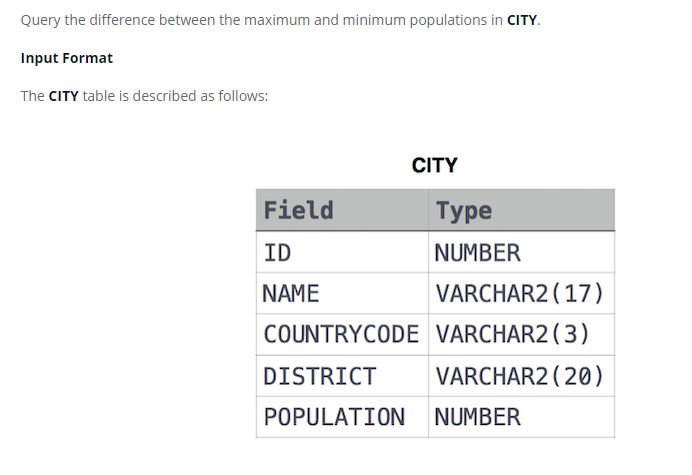 Query the difference between the maximum and minimum populations in CITY.
Input Format
The CITY table is described as follows:
CITY
Field Type
ID NUMBER
NAME VARCHAR2(17)
COUNTRYCODE VARCHAR2(3)
DISTRICT VARCHAR2(20)
POPULATION NUMBER